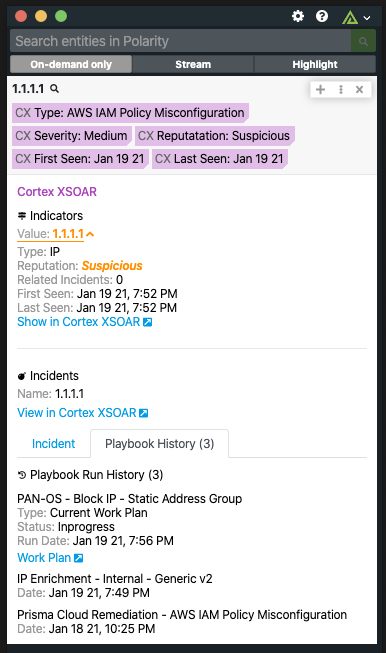 Search entities in Polarity
On-demand only Stream Highlight
1.1.1.1
CX Type: AWS IAM Policy Misconfiguration
CX Severity: Medium CX Reputatation: Suspicious
CX First Seen: Jan 19 21 CX Last Seen: Jan 19 21
Cortex XSOAR
Indicators
Value: 1.1.1.1
Type: IP
Reputation: Suspicious
Related Incidents: 0
First Seen: Jan 19 21, 7:52 PM
Last Seen: Jan 19 21, 7:52 PM
Show in Cortex XSOAR
Incidents
Name: 1.1.1.1
View in Cortex XSOAR
Incident Playbook History (3)
Playbook Run History (3)
PAN-OS - Block IP - Static Address Group
Type: Current Work Plan
Status: Inprogress
Run Date: Jan 19 21, 7:56 PM
Work Plan
IP Enrichment - Internal - Generic v2
Date: Jan 19 21, 7:49 PM
Prisma Cloud Remediation - AWS IAM Policy Misconfiguration
Date: Jan 18 21, 10:25 PM